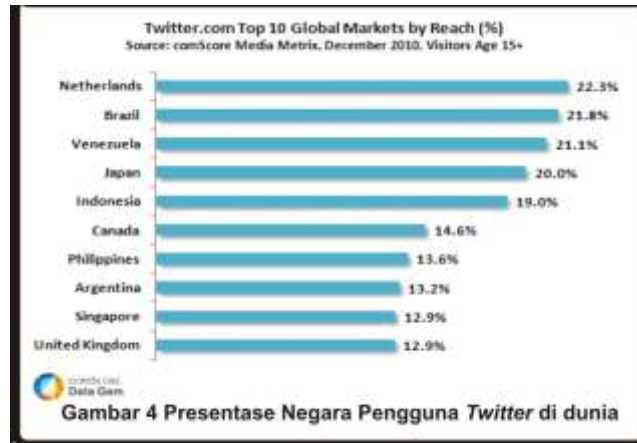 Twitter.com Top 10 Global Markets by Reach (%)
Source: comScore Media Metrix, December 2010, Visitors Age 15+
Netherlands 22.3%
Brazil 21.8%
Venezuela 21.1%
Japan 20.0%
Indonesia 19.0%
Canada 14.6%
Philippines 13.6%
Argentina 13.2%
Singapore 12.9%
United Kingdom 12.9%
comScore
Data Gem
Gambar 4 Presentase Negara Pengguna Twitter di dunia